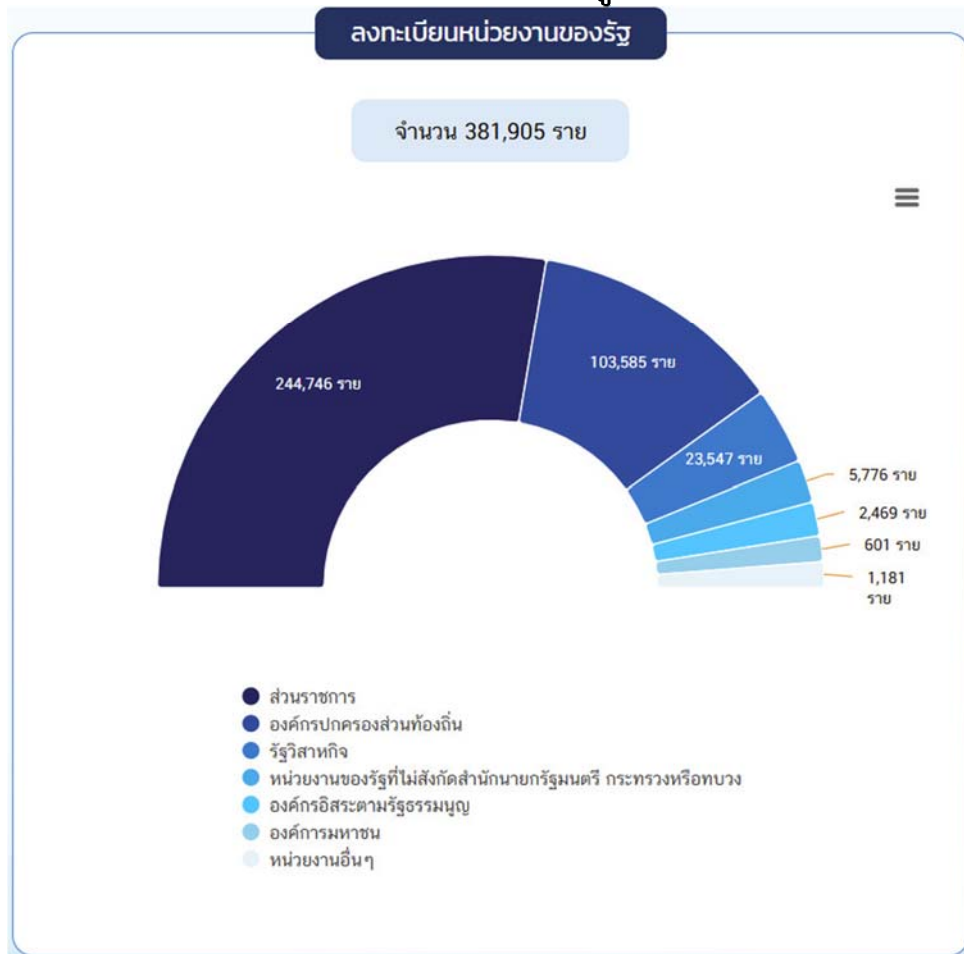 ลงทะเบียนหน่วยงานของรัฐ
จำนวน 381,905 ราย
244,746 ราย
103,585 ราย
23,547 ราย
5,776 ราย
2,469 ราย
601 ราย
1,181
ราย
ส่วนราชการ
องค์กรปกครองส่วนท้องถิ่น
รัฐวิสาหกิจ
หน่วยงานของรัฐที่ไม่สังกัดสำนักนายกรัฐมนตรี กระทรวงหรือทบวง
องค์กรอิสระตามรัฐธรรมนูญ
องค์การมหาชน
หน่วยงานอื่นๆ